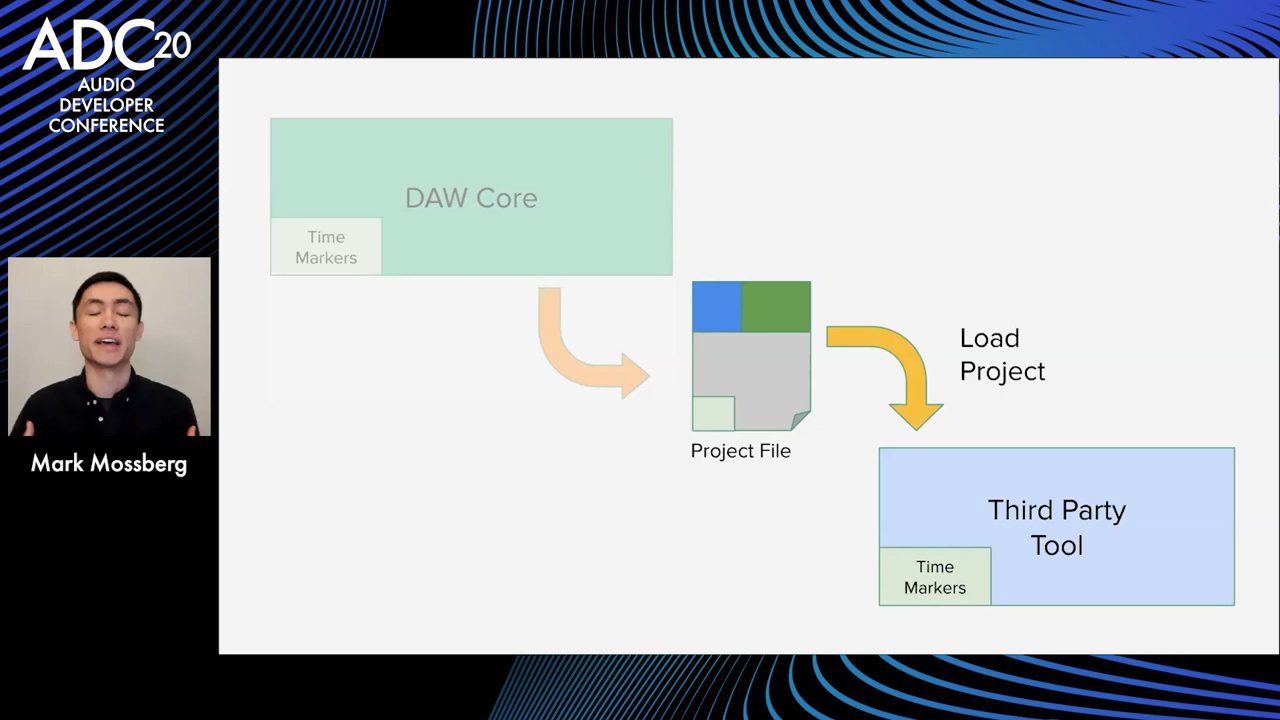 ADC20
AUDIO
DEVELOPER
CONFERENCE
DAW Core
Time
Markers
Load
Project
Project File
Mark Mossberg
Third Party
Tool
Time
Markers